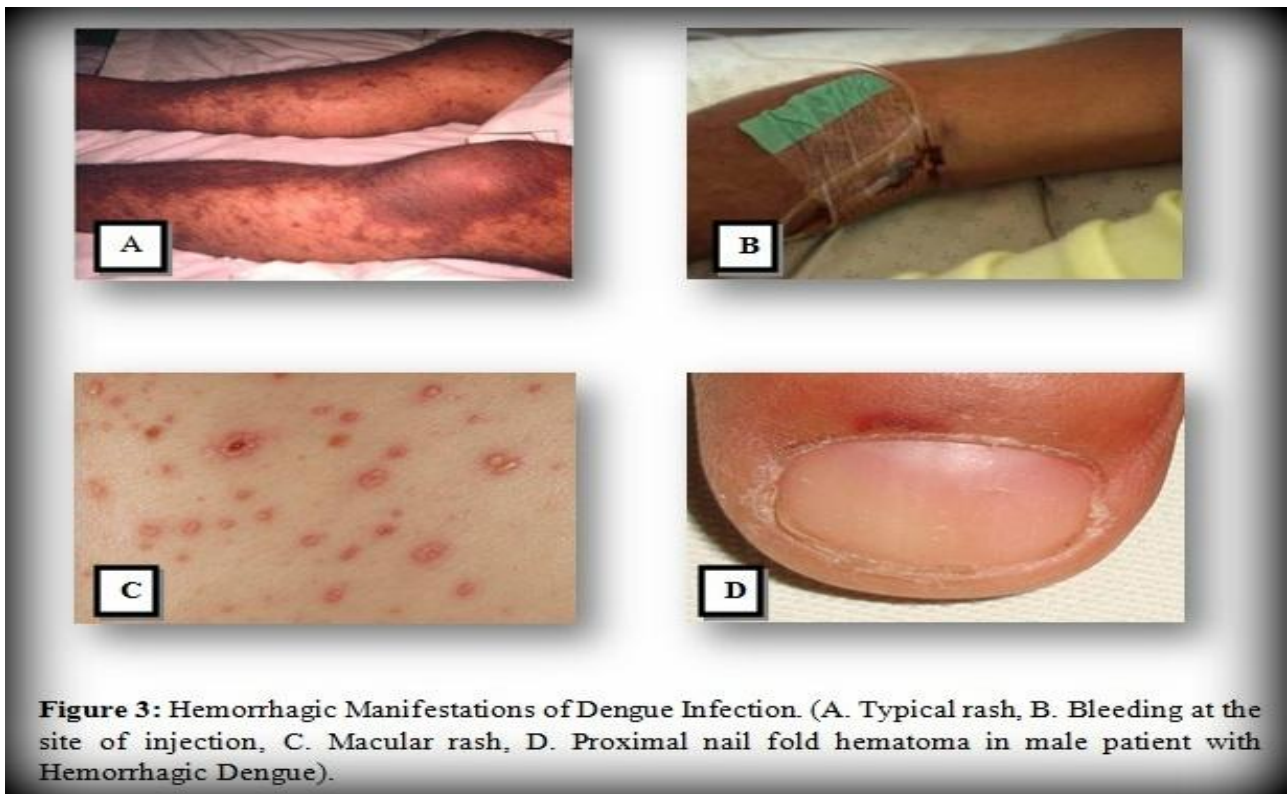 A
B
C
D
Figure 3: Hemorrhagic Manifestations of Dengue Infection. (A. Typical rash, B. Bleeding at the
site of injection, C. Macular rash, D. Proximal nail fold hematoma in male patient with
Hemorrhagic Dengue).